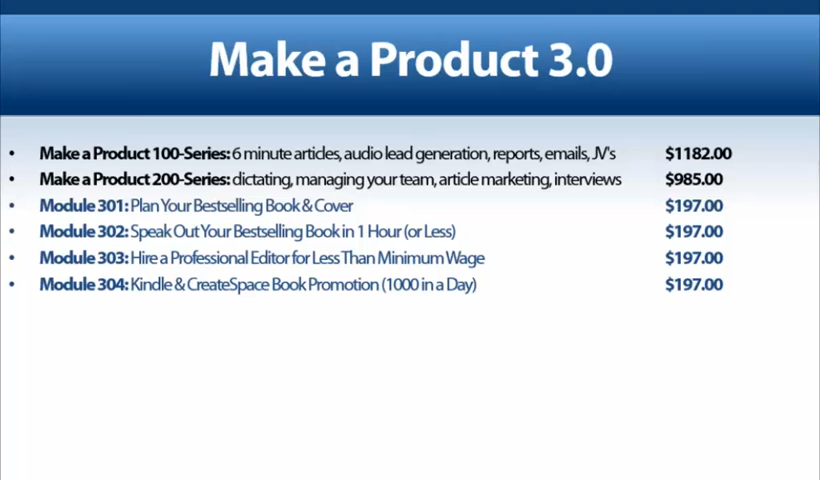 Make a Product 3.0
• Make a Product 100-Series: 6 minute articles, audio lead generation, reports, emails, JV's $1182.00
• Make a Product 200-Series: dictating, managing your team, article marketing, interviews $985.00
• Module 301: Plan Your Bestselling Book & Cover $197.00
• Module 302: Speak Out Your Bestselling Book in 1 Hour (or Less) $197.00
• Module 303: Hire a Professional Editor for Less Than Minimum Wage $197.00
• Module 304: Kindle & CreateSpace Book Promotion (1000 in a Day) $197.00